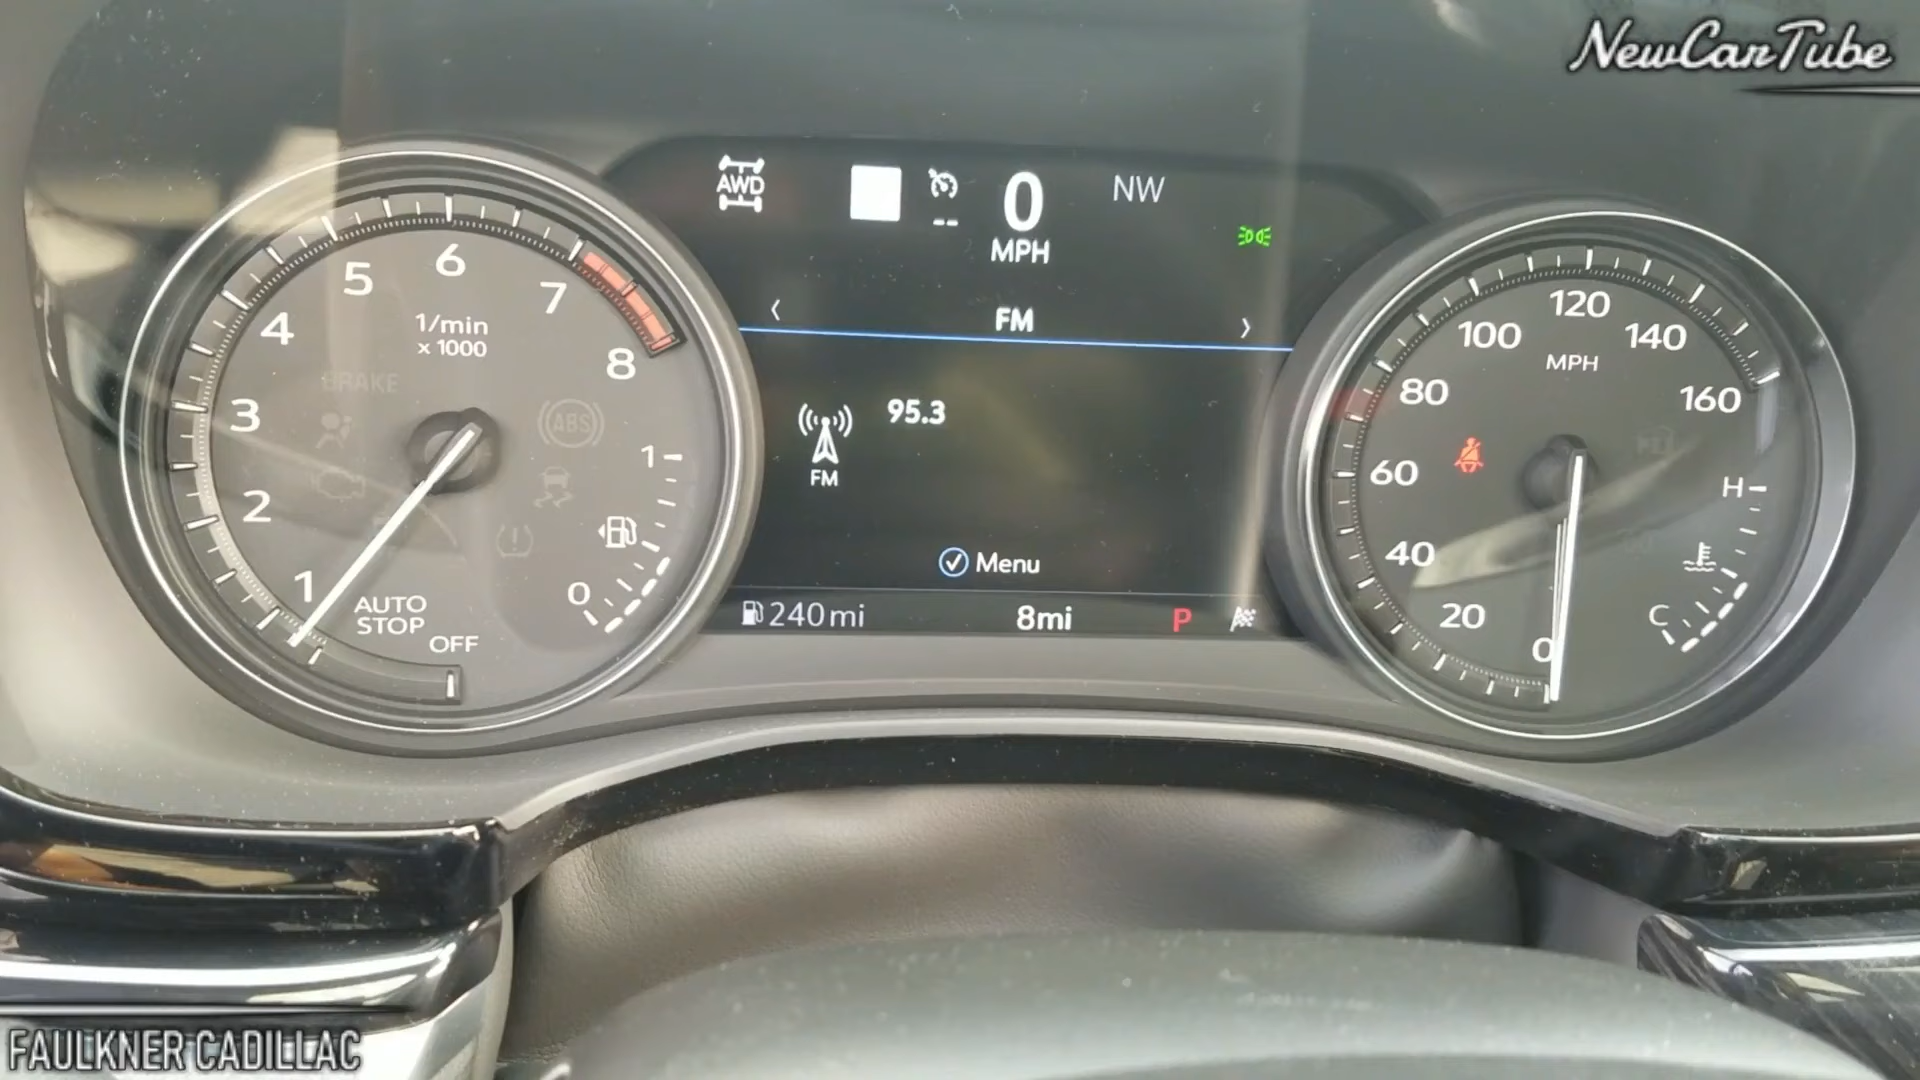 NewCarTube
AWD
0
MPH
NW
--
FM
95.3
FM
Menu
240 mi
8mi
P
1/min
x 1000
1
2
3
4
5
6
7
8
BRAKE
ABS
AUTO
STOP
OFF
1
0
0
20
40
60
80
100
120
140
160
MPH
H
C
FAULKNER CADILLAC